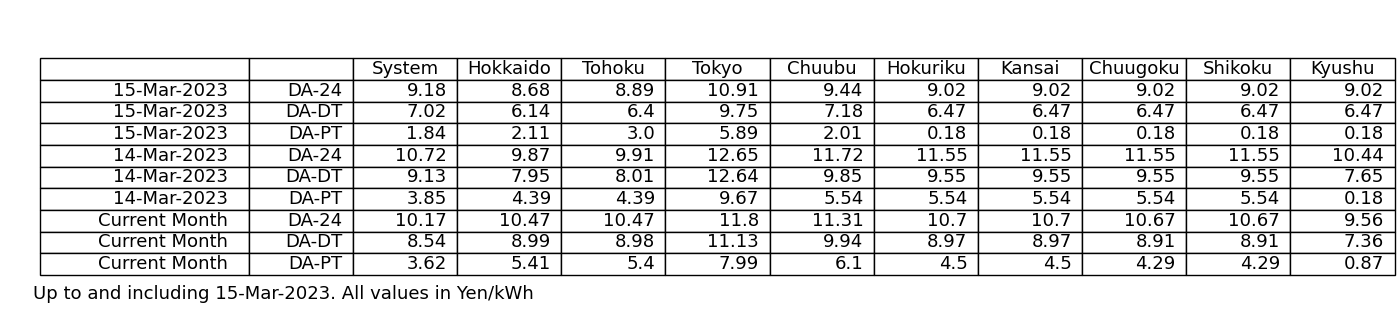 System Hokkaido Tohoku Tokyo Chuubu Hokuriku Kansai Chuugoku Shikoku Kyushu
15-Mar-2023 DA-24 9.18 8.68 8.89 10.91 9.44 9.02 9.02 9.02 9.02 9.02
15-Mar-2023 DA-DT 7.02 6.14 6.4 9.75 7.18 6.47 6.47 6.47 6.47 6.47
15-Mar-2023 DA-PT 1.84 2.11 3.0 5.89 2.01 0.18 0.18 0.18 0.18 0.18
14-Mar-2023 DA-24 10.72 9.87 9.91 12.65 11.72 11.55 11.55 11.55 11.55 10.44
14-Mar-2023 DA-DT 9.13 7.95 8.01 12.64 9.85 9.55 9.55 9.55 9.55 7.65
14-Mar-2023 DA-PT 3.85 4.39 4.39 9.67 5.54 5.54 5.54 5.54 5.54 0.18
Current Month DA-24 10.17 10.47 10.47 11.8 11.31 10.7 10.7 10.67 10.67 9.56
Current Month DA-DT 8.54 8.99 8.98 11.13 9.94 8.97 8.97 8.91 8.91 7.36
Current Month DA-PT 3.62 5.41 5.4 7.99 6.1 4.5 4.5 4.29 4.29 0.87
Up to and including 15-Mar-2023. All values in Yen/kWh